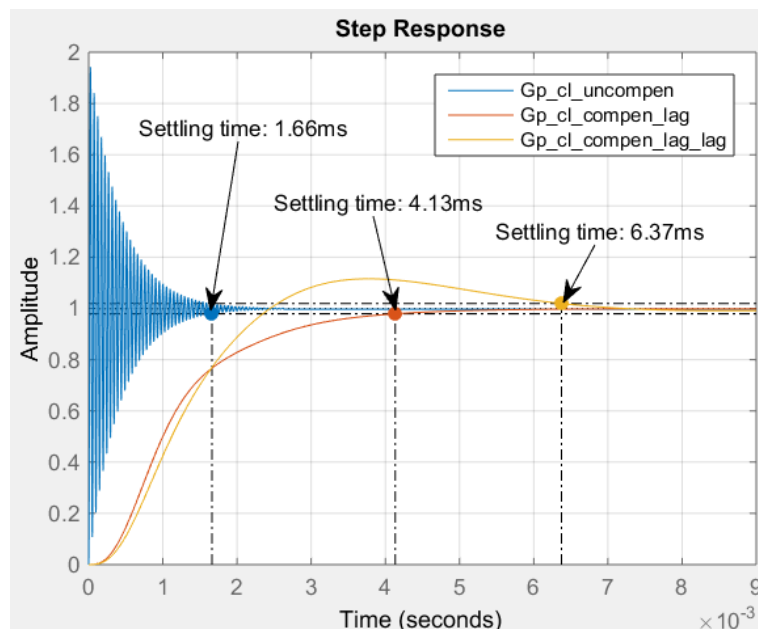 Step Response
Gp_cl_uncompen
Gp_cl_compen_lag
Gp_cl_compen_lag_lag
Settling time: 1.66ms
Settling time: 4.13ms
Settling time: 6.37ms
Amplitude
2
1.8
1.6
1.4
1.2
1
0.8
0.6
0.4
0.2
0
0 1 2 3 4 5 6 7 8 9
Time (seconds)
×10⁻³